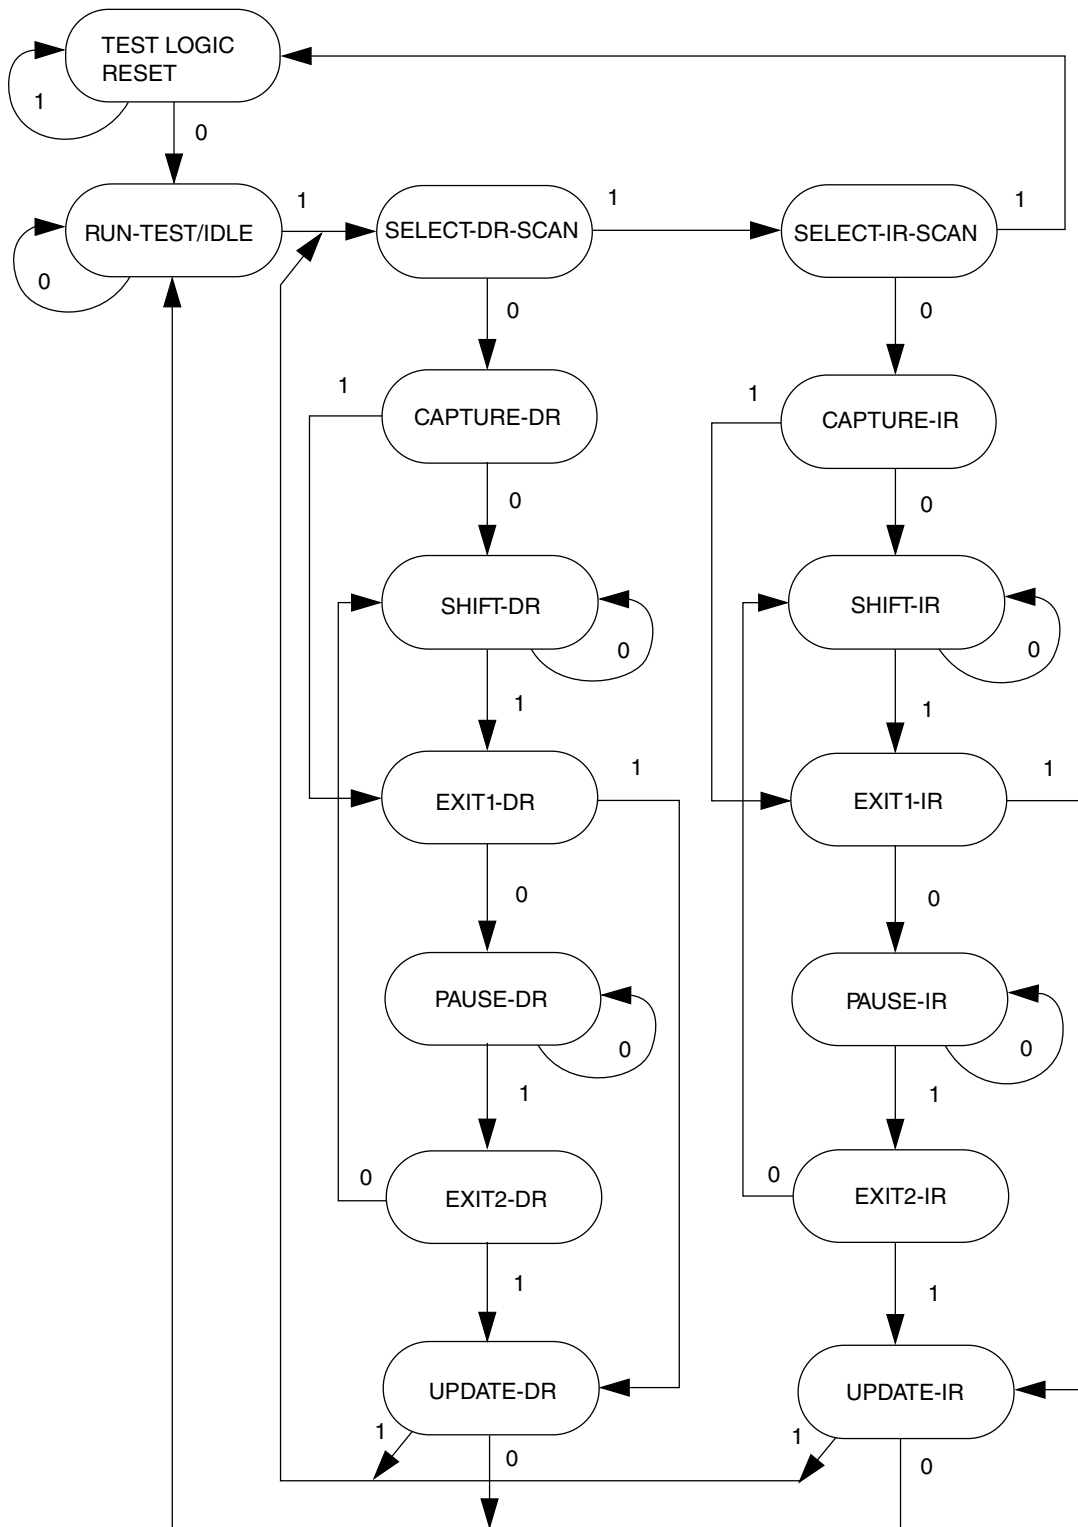 TEST LOGIC
RESET
1
0
RUN-TEST/IDLE
0
1
SELECT-DR-SCAN
1
SELECT-IR-SCAN
1
0
0
1
CAPTURE-DR
1
CAPTURE-IR
0
0
SHIFT-DR
0
SHIFT-IR
0
1
1
EXIT1-DR
1
EXIT1-IR
1
0
0
PAUSE-DR
0
PAUSE-IR
0
1
1
0
EXIT2-DR
0
EXIT2-IR
1
1
UPDATE-DR
UPDATE-IR
1
0
1
0